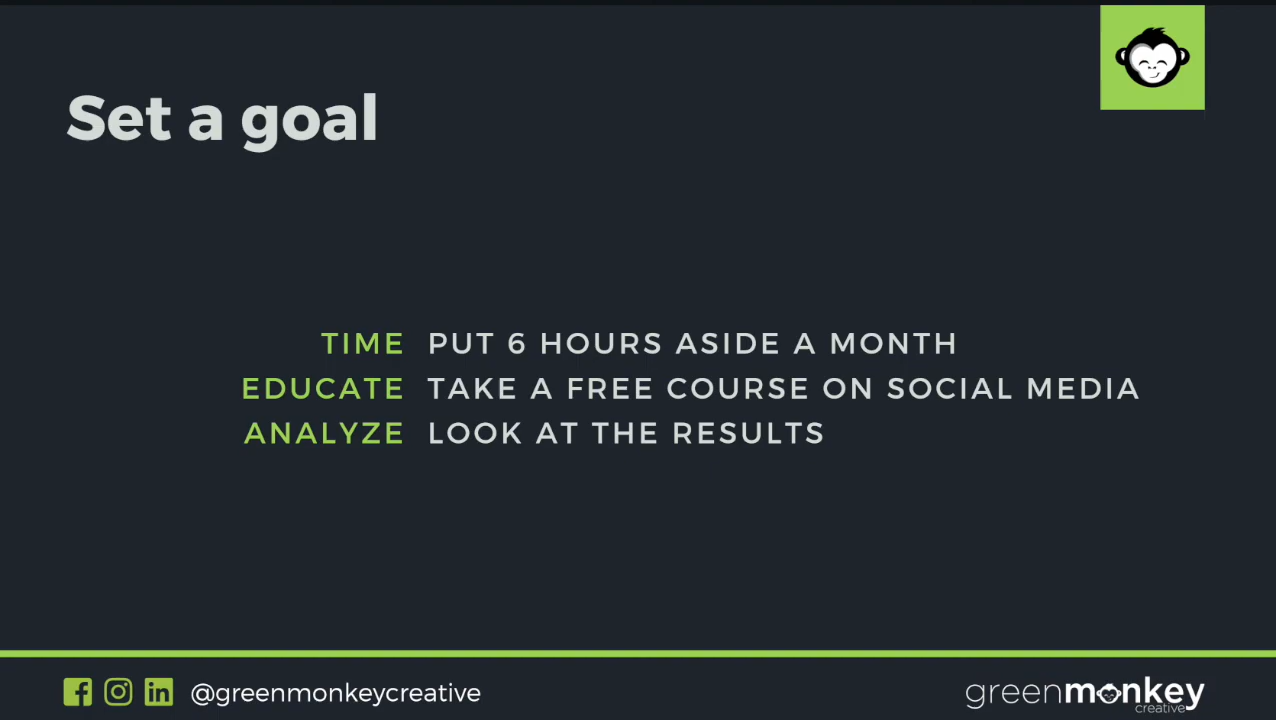 Set a goal
TIME PUT 6 HOURS ASIDE A MONTH
EDUCATE TAKE A FREE COURSE ON SOCIAL MEDIA
ANALYZE LOOK AT THE RESULTS
@greenmonkeycreative
greenmonkey
creative